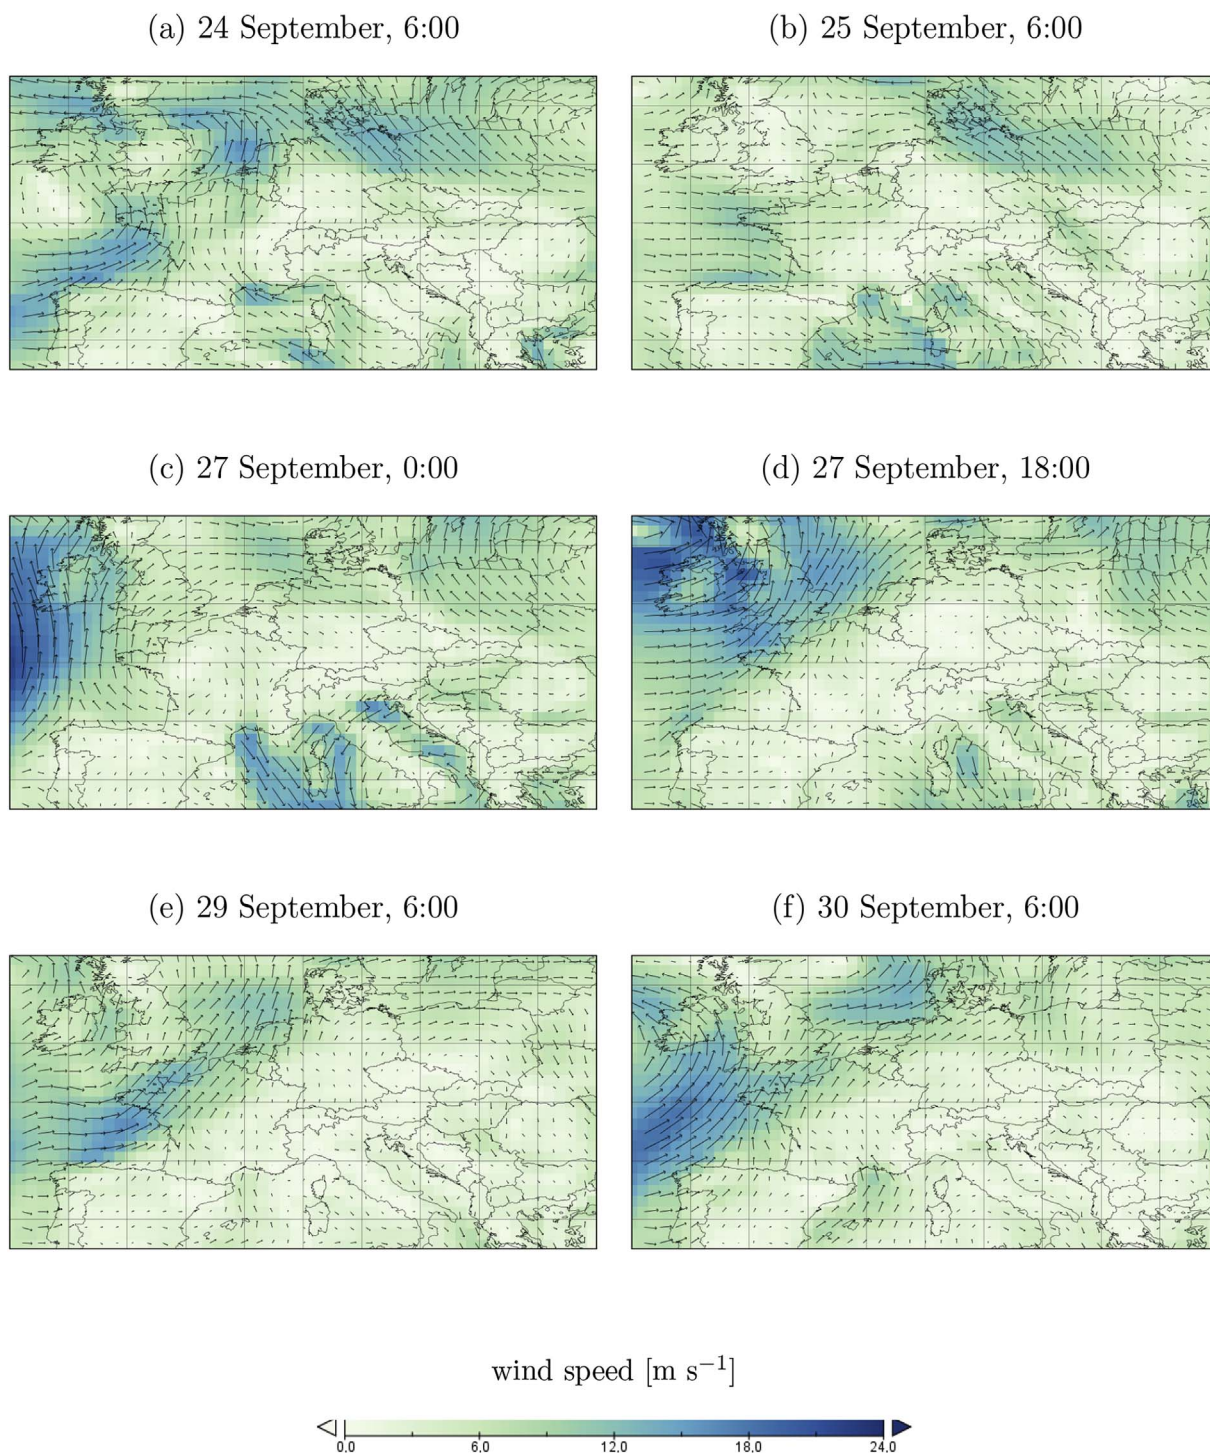 (a) 24 September, 6:00
(b) 25 September, 6:00
(c) 27 September, 0:00
(d) 27 September, 18:00
(e) 29 September, 6:00
(f) 30 September, 6:00
wind speed [m s⁻¹]
0.0 6.0 12.0 18.0 24.0